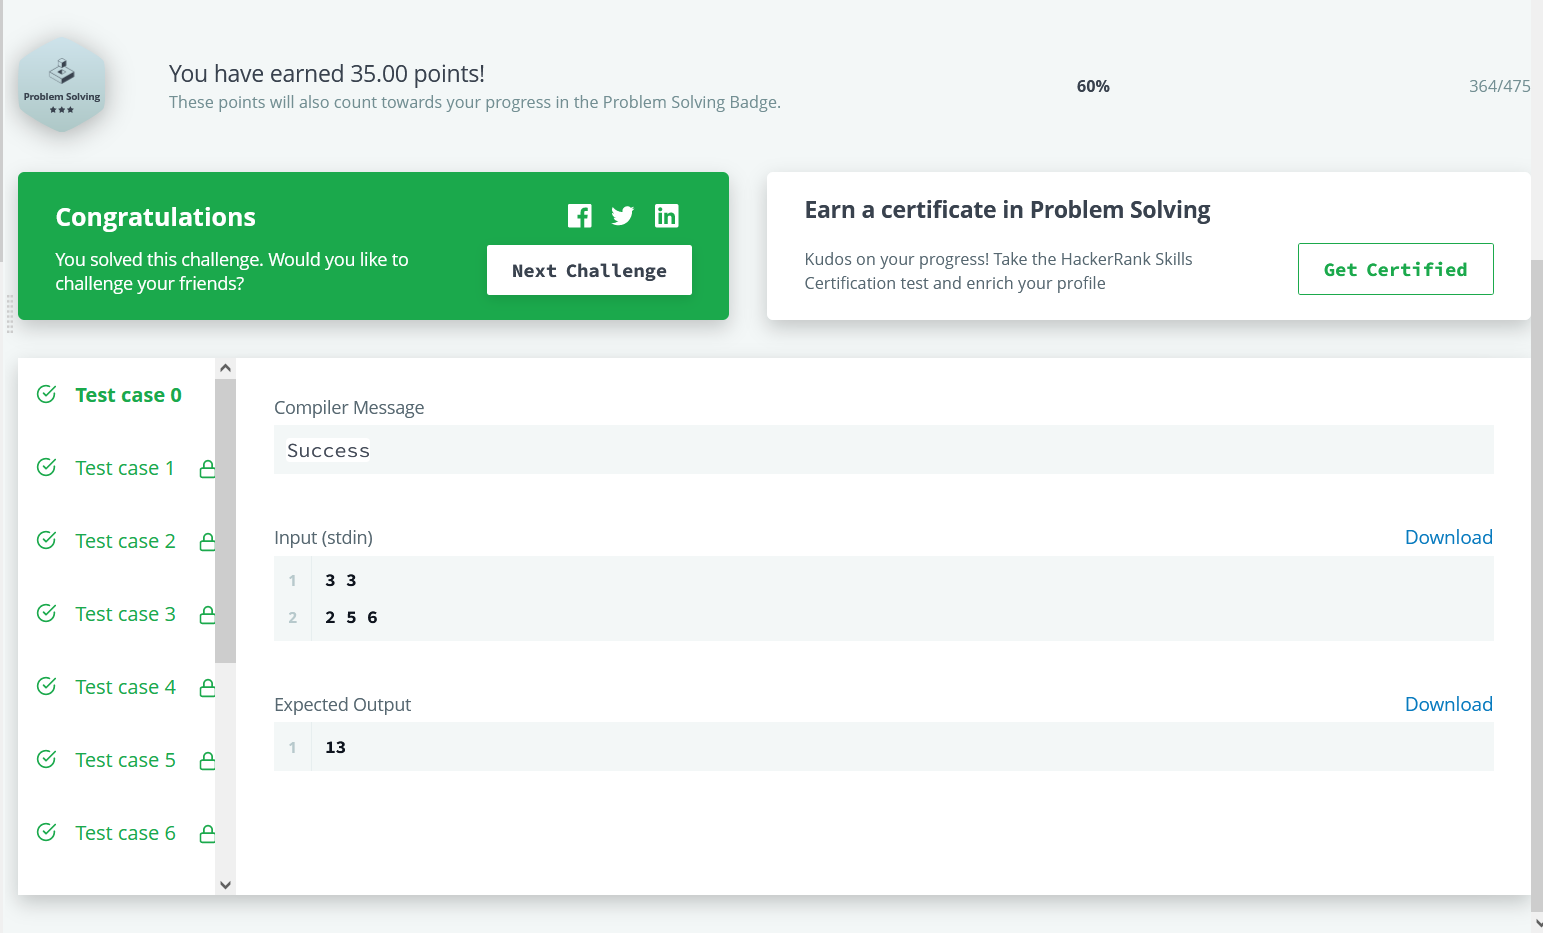 Problem Solving
You have earned 35.00 points!
These points will also count towards your progress in the Problem Solving Badge.
60%
364/475
Congratulations
You solved this challenge. Would you like to
challenge your friends?
Next Challenge
Earn a certificate in Problem Solving
Kudos on your progress! Take the HackerRank Skills
Certification test and enrich your profile
Get Certified
Test case 0
Test case 1
Test case 2
Test case 3
Test case 4
Test case 5
Test case 6
Compiler Message
Success
Input (stdin)
Download
1 3 3
2 2 5 6
Expected Output
Download
1 13